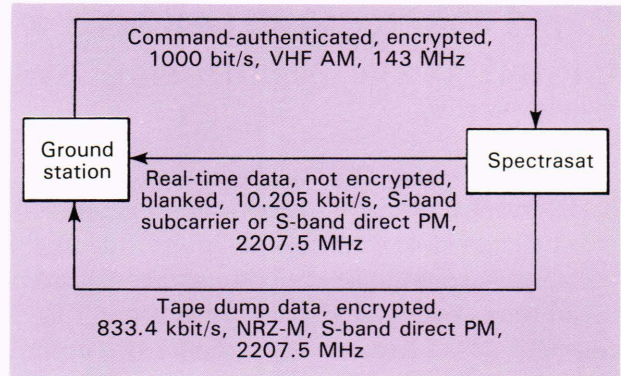 Command-authenticated, encrypted,
1000 bit/s, VHF AM, 143 MHz
Ground
station
Spectrasat
Real-time data, not encrypted,
blanked, 10.205 kbit/s, S-band
subcarrier or S-band direct PM,
2207.5 MHz
Tape dump data, encrypted,
833.4 kbit/s, NRZ-M, S-band direct PM,
2207.5 MHz